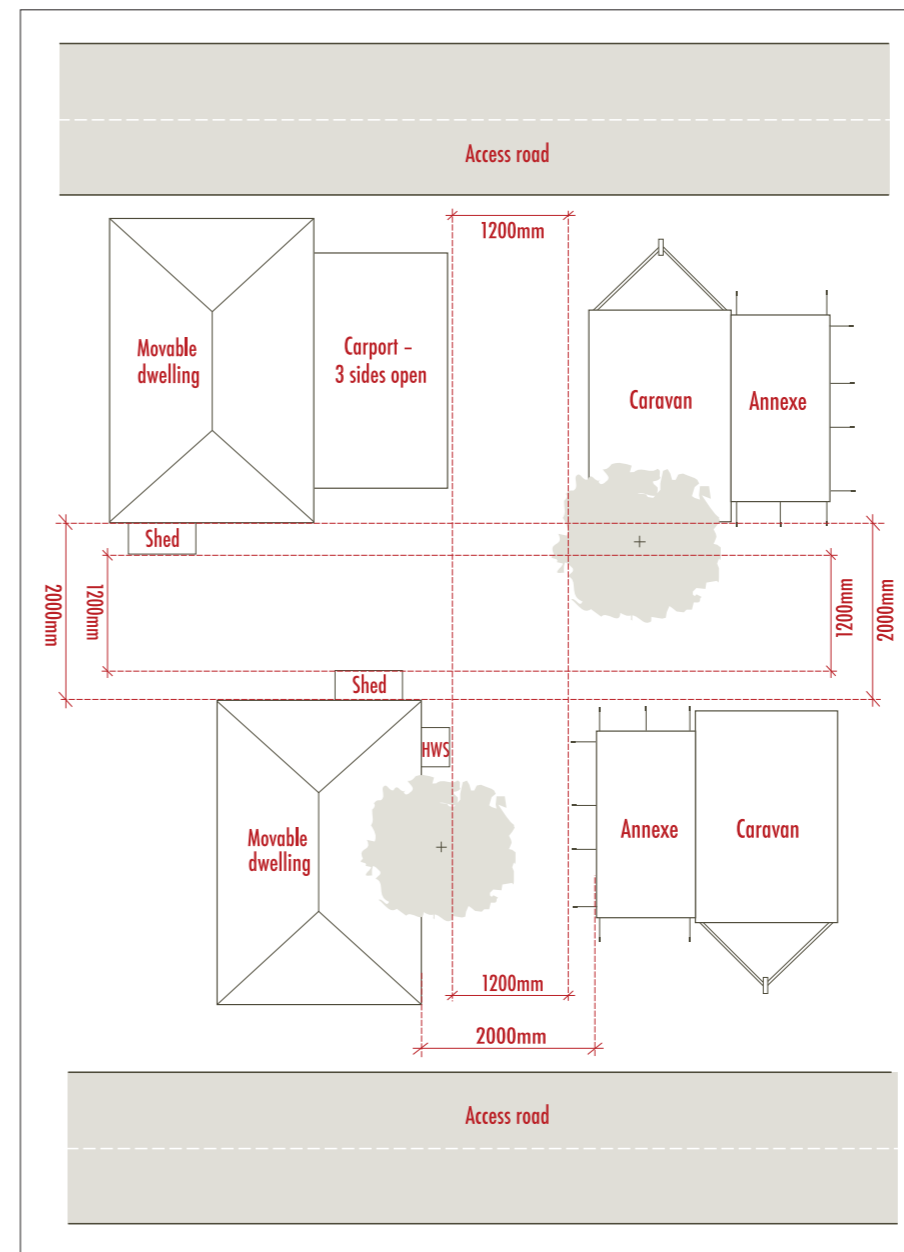 Access road
1200mm
Movable
dwelling
Carport –
3 sides open
Caravan
Annexe
Shed
2000mm
1200mm
1200mm
2000mm
Shed
HWS
Movable
dwelling
Annexe
Caravan
1200mm
2000mm
Access road